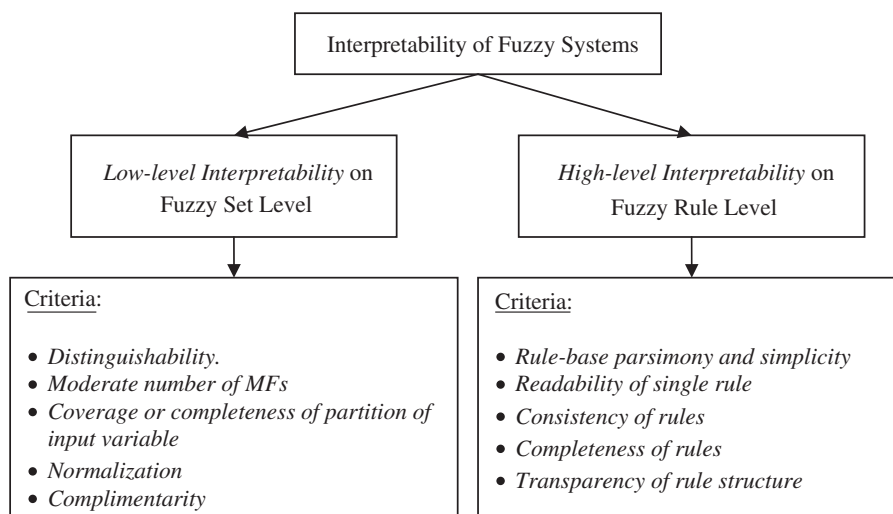 Interpretability of Fuzzy Systems
Low-level Interpretability on
Fuzzy Set Level
High-level Interpretability on
Fuzzy Rule Level
Criteria:
• Distinguishability.
• Moderate number of MFs
• Coverage or completeness of partition of
input variable
• Normalization
• Complimentarity
Criteria:
• Rule-base parsimony and simplicity
• Readability of single rule
• Consistency of rules
• Completeness of rules
• Transparency of rule structure